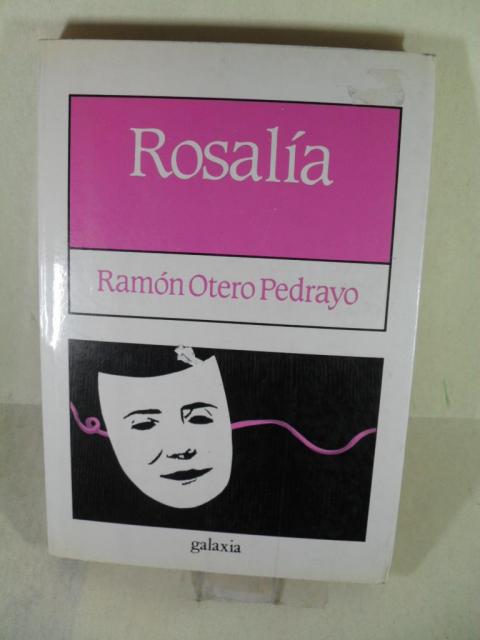 Rosalía
Ramón Otero Pedrayo
galaxia